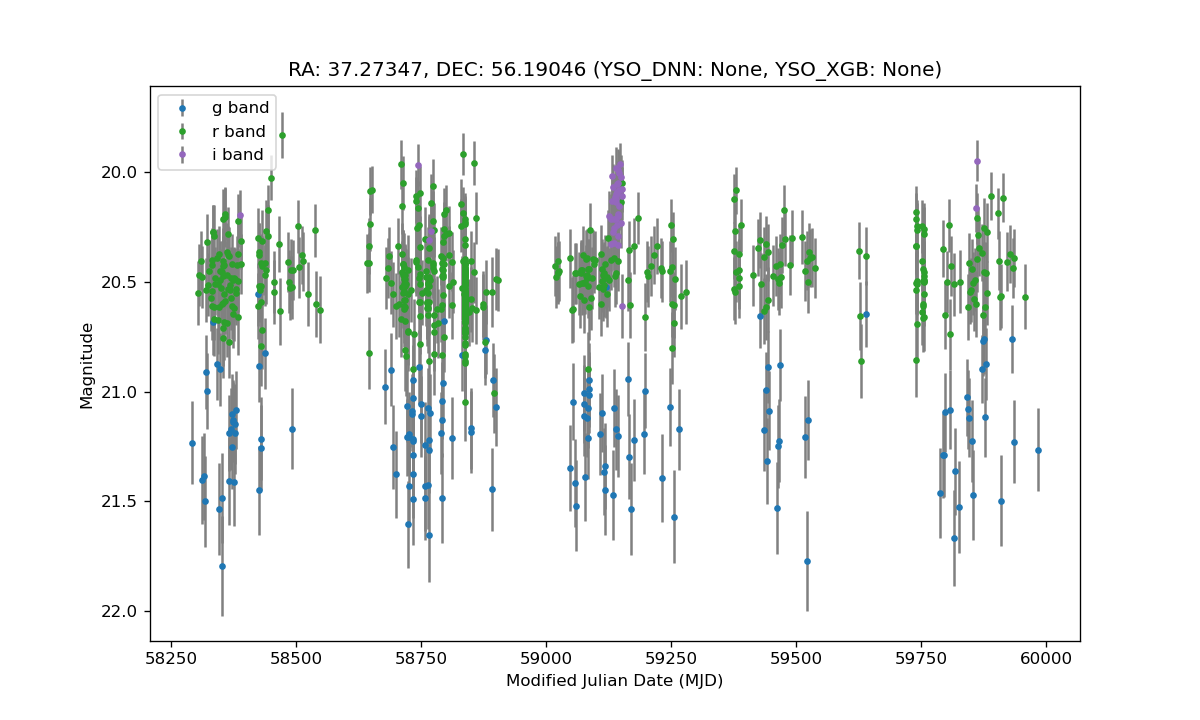 RA: 37.27347, DEC: 56.19046 (YSO_DNN: None, YSO_XGB: None)
g band
r band
i band
20.0
20.5
21.0
21.5
22.0
Magnitude
58250 58500 58750 59000 59250 59500 59750 60000
Modified Julian Date (MJD)